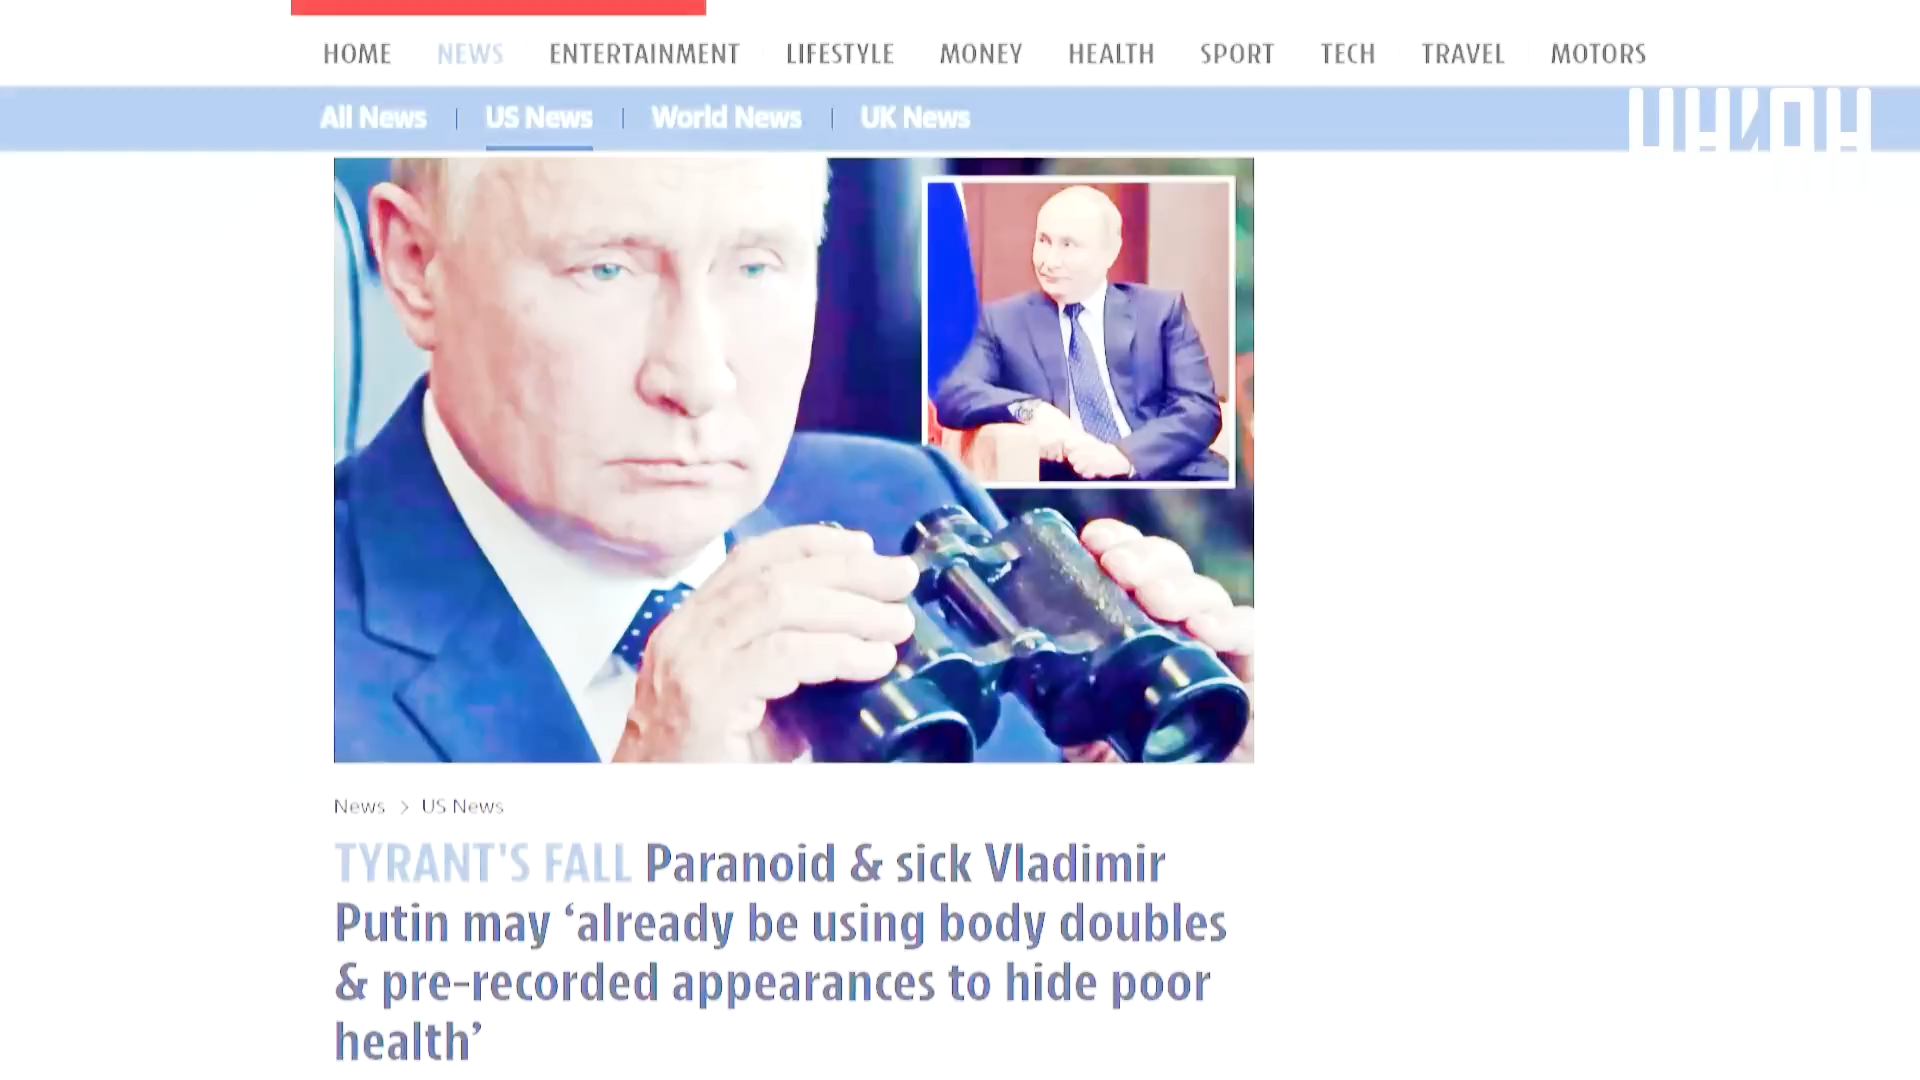 HOME NEWS ENTERTAINMENT LIFESTYLE MONEY HEALTH SPORT TECH TRAVEL MOTORS
All News US News World News UK News
УНІАН
News > US News
TYRANT'S FALL Paranoid & sick Vladimir
Putin may ‘already be using body doubles
& pre-recorded appearances to hide poor
health’